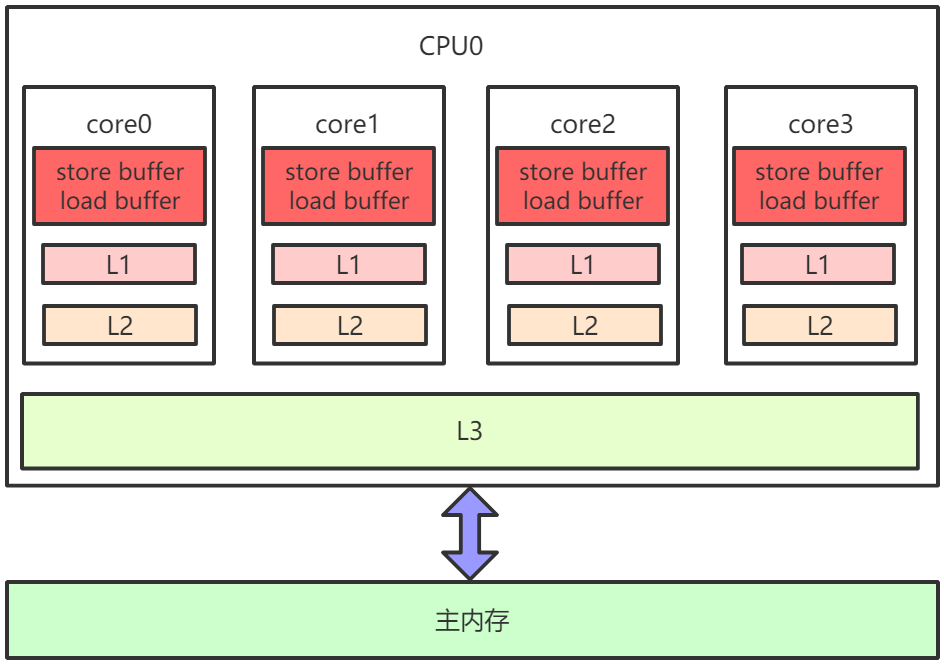 CPU0
core0
store buffer
load buffer
L1
L2
core1
store buffer
load buffer
L1
L2
core2
store buffer
load buffer
L1
L2
core3
store buffer
load buffer
L1
L2
L3
主内存